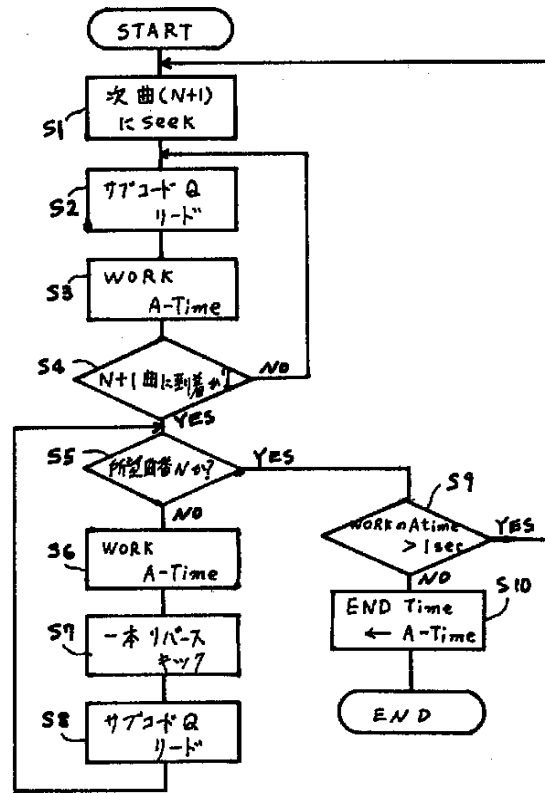 START
S1
次曲(N+1)
にseek
S2
サブコードQ
リード
S3
WORK
A-Time
S4
N+1曲に到着か?
NO
YES
S5
所望曲番Nか?
YES
NO
S6
WORK
A-Time
S7
一本リバース
キック
S8
サブコードQ
リード
S9
WORKのAtime
>1sec
YES
NO
S10
END Time
← A-Time
END